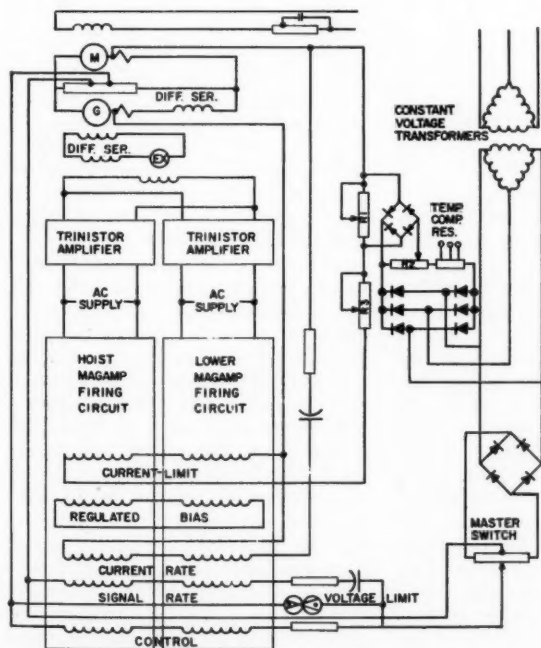 M
DIFF. SER.
G
DIFF. SER.
EX
CONSTANT
VOLTAGE
TRANSFORMERS
R1
TEMP.
COMP.
RES.
R2
R3
TRINISTOR
AMPLIFIER
TRINISTOR
AMPLIFIER
AC
SUPPLY
AC
SUPPLY
HOIST
MAGAMP
FIRING
CIRCUIT
LOWER
MAGAMP
FIRING
CIRCUIT
CURRENT-LIMIT
REGULATED BIAS
MASTER
SWITCH
CURRENT RATE
SIGNAL RATE
VOLTAGE LIMIT
CONTROL